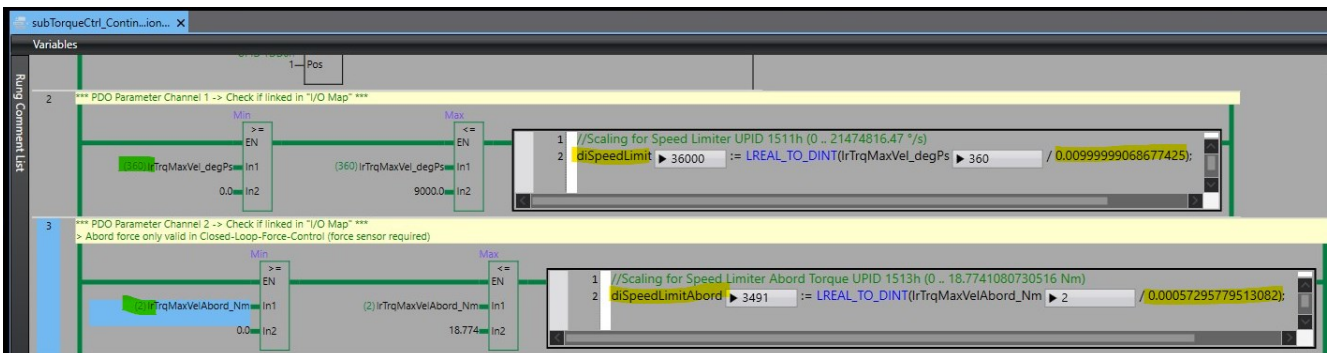 subTorqueCtrl_Contin...ion... X
Variables
Rung Comment List
1 Pos
2 *** PDO Parameter Channel 1 -> Check if linked in "I/O Map" ***
Min Max
>= <=
EN EN
1 //Scaling for Speed Limiter UPID 1511h (0 .. 21474816.47 °/s)
(360)lrTrqMaxVel_degPs In1 (360)lrTrqMaxVel_degPs In1
2 diSpeedLimit ▶ 36000 := LREAL_TO_DINT(lrTrqMaxVel_degPs ▶ 360 / 0.00999999068677425);
0.0 In2 9000.0 In2
3 *** PDO Parameter Channel 2 -> Check if linked in "I/O Map" ***
> Abord force only valid in Closed-Loop-Force-Control (force sensor required)
Min Max
>= <=
EN EN
1 //Scaling for Speed Limiter Abord Torque UPID 1513h (0 .. 18.7741080730516 Nm)
(2)lrTrqMaxVelAbord_Nm In1 (2)lrTrqMaxVelAbord_Nm In1
2 diSpeedLimitAbord ▶ 3491 := LREAL_TO_DINT(lrTrqMaxVelAbord_Nm ▶ 2 / 0.00057295779513082);
0.0 In2 18.774 In2